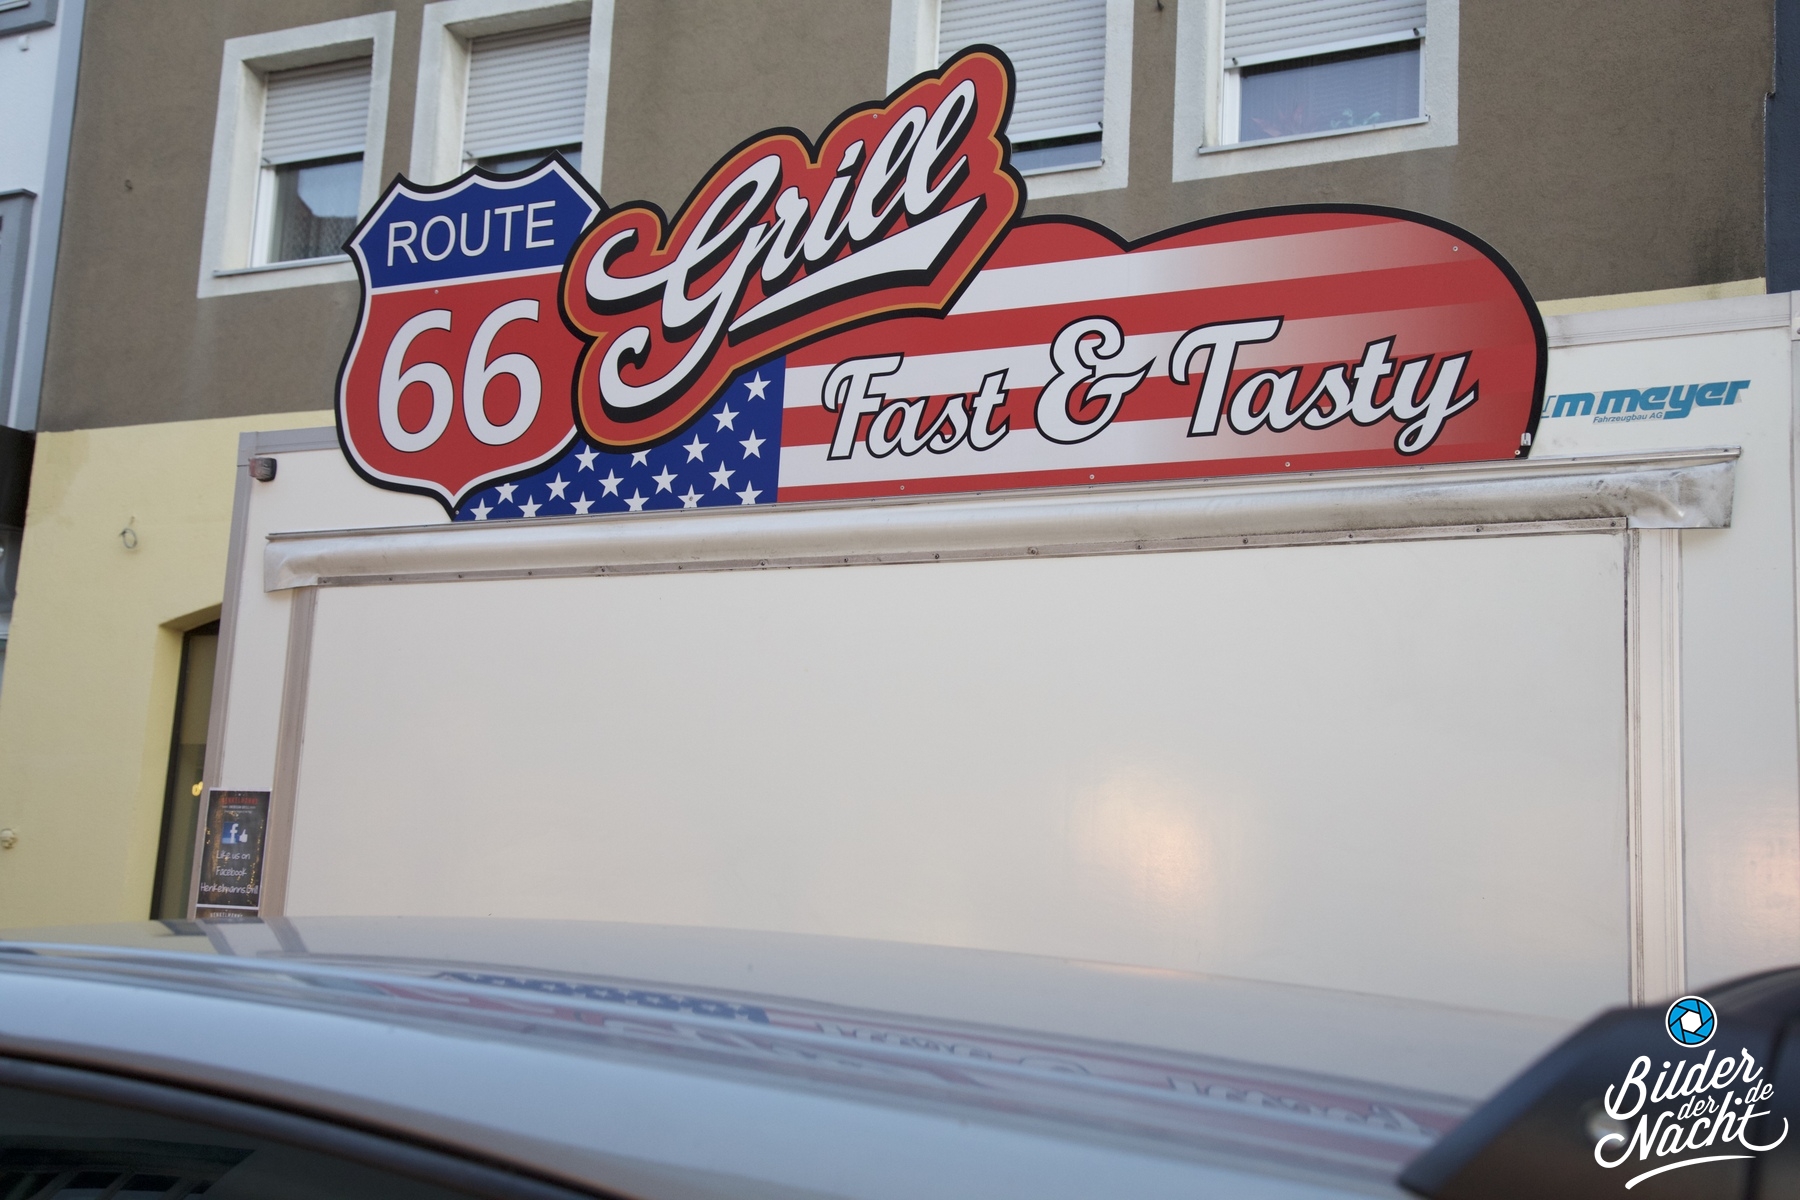 ROUTE
66
Grill
Fast & Tasty
m meyer
Fahrzeugbau AG
Like us on
Facebook
Bilder
der
Nacht
.de